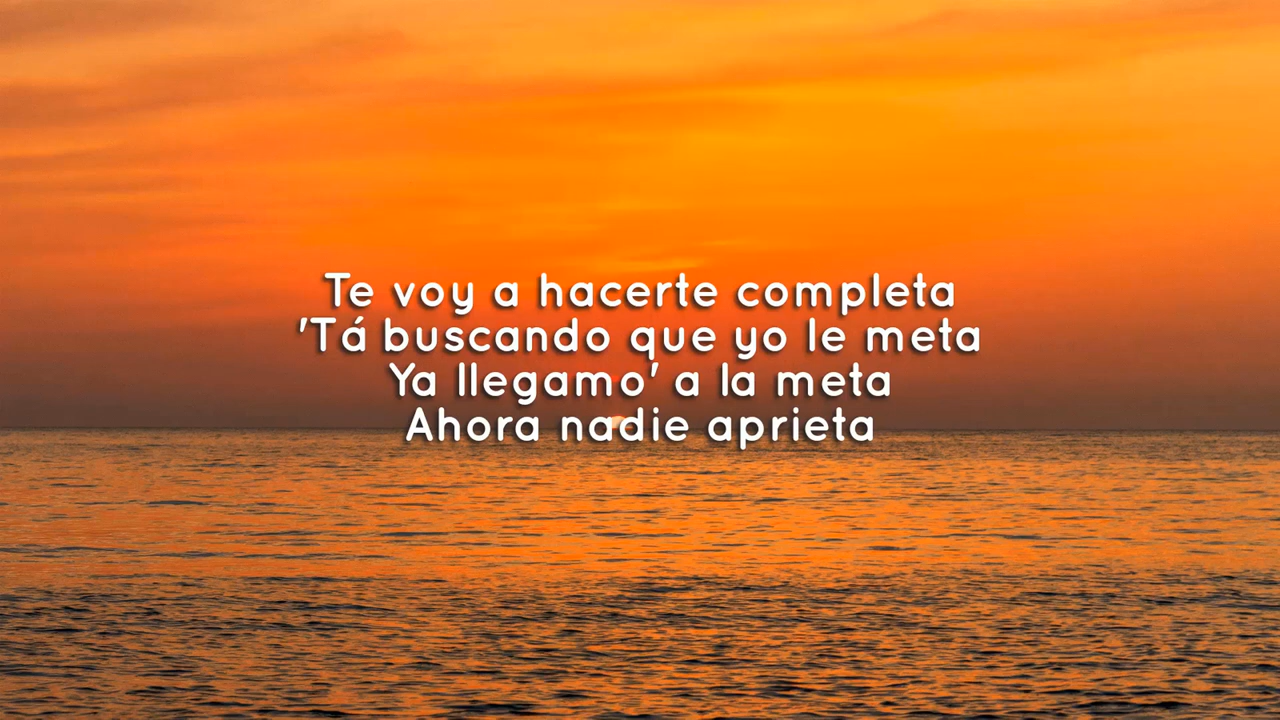 Te voy a hacerte completa
'Tá buscando que yo le meta
Ya llegamo' a la meta
Ahora nadie aprieta